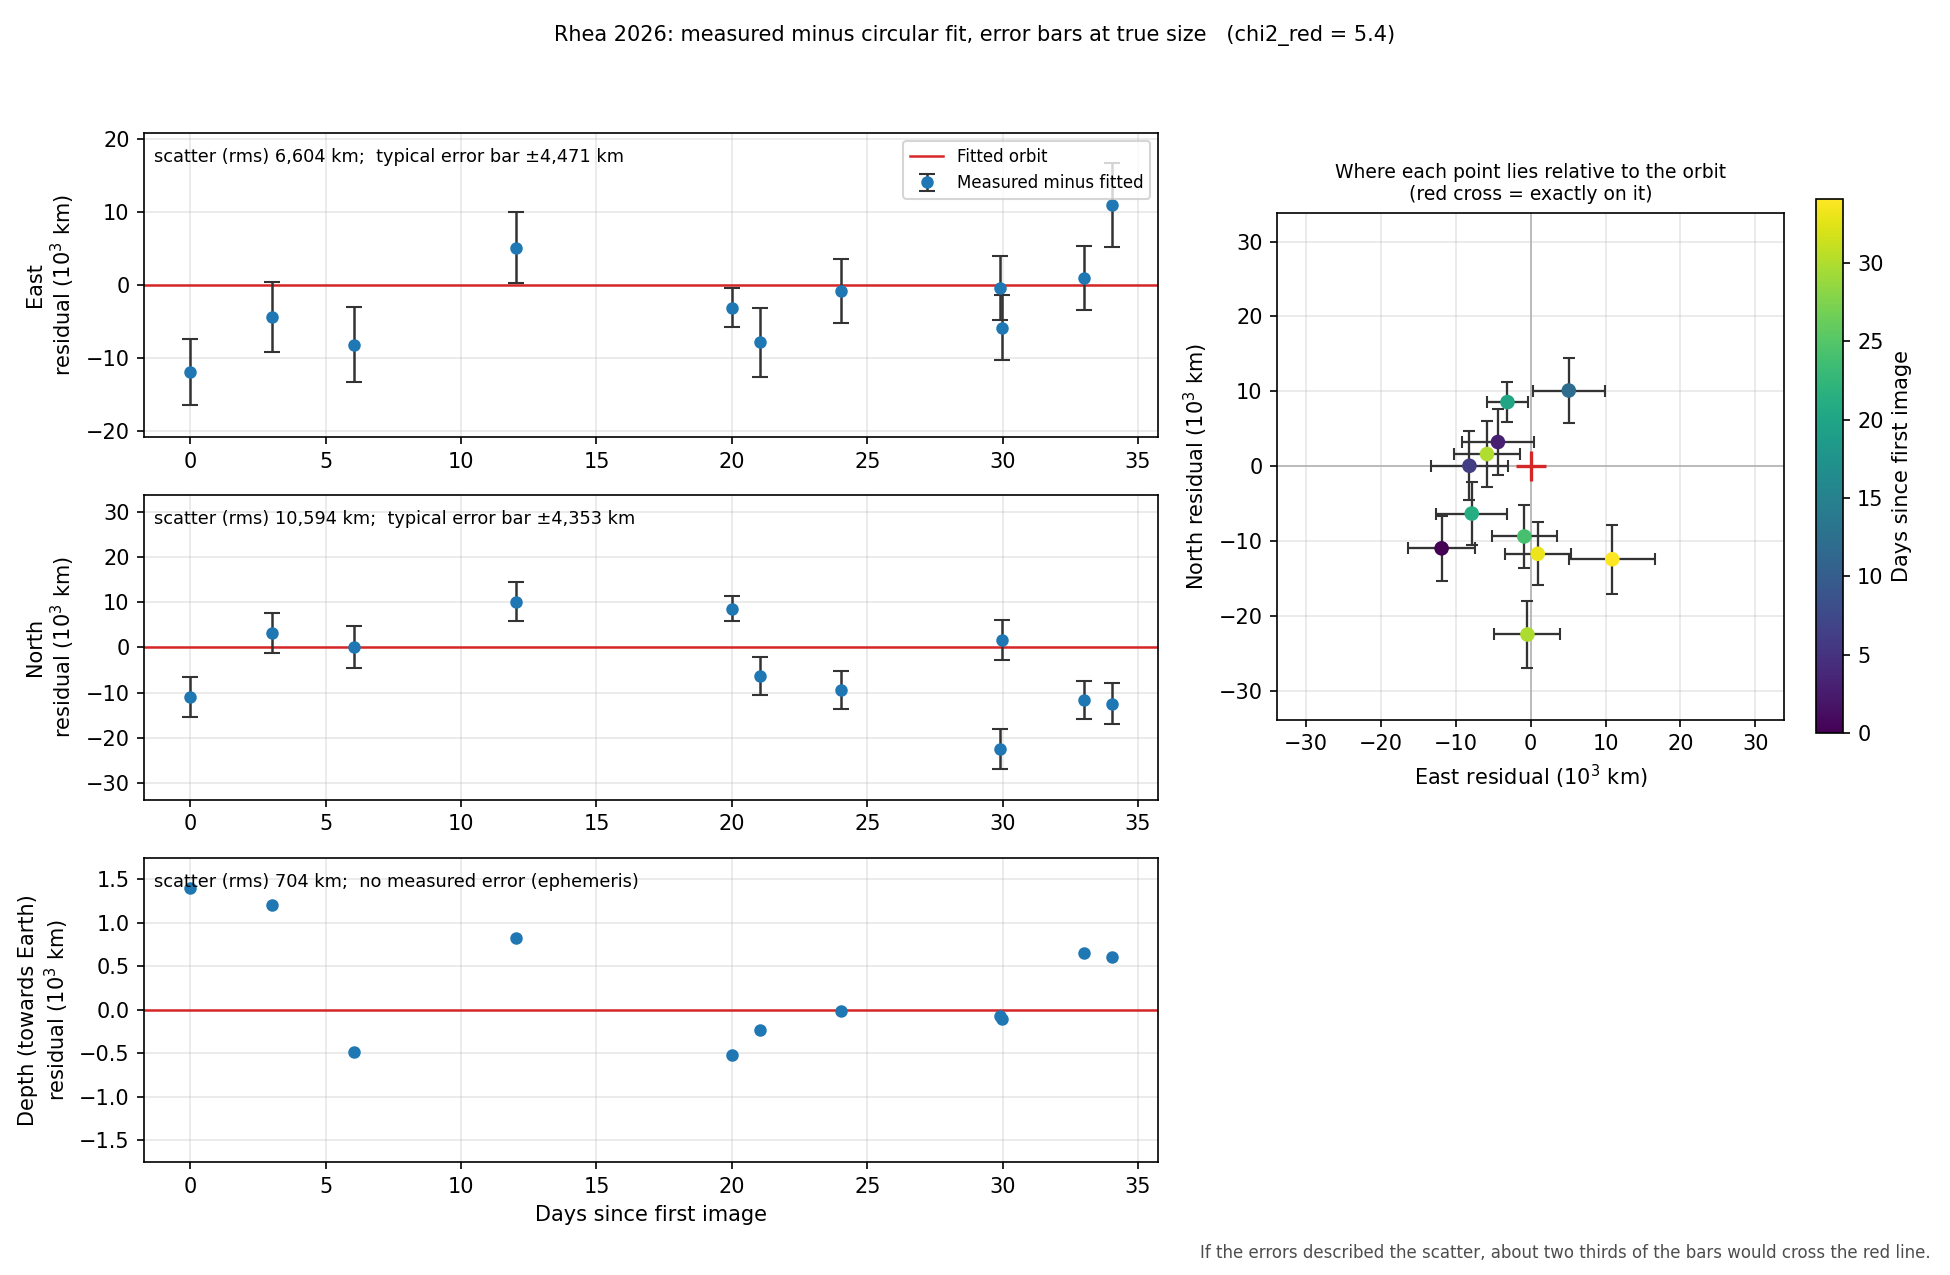 Rhea 2026: measured minus circular fit, error bars at true size   (chi2_red = 5.4)
20
10
0
−10
−20
East
residual (10³ km)
scatter (rms) 6,604 km;  typical error bar ±4,471 km
Fitted orbit
Measured minus fitted
0 5 10 15 20 25 30 35
30
20
10
0
−10
−20
−30
North
residual (10³ km)
scatter (rms) 10,594 km;  typical error bar ±4,353 km
0 5 10 15 20 25 30 35
1.5
1.0
0.5
0.0
−0.5
−1.0
−1.5
Depth (towards Earth)
residual (10³ km)
scatter (rms) 704 km;  no measured error (ephemeris)
0 5 10 15 20 25 30 35
Days since first image
Where each point lies relative to the orbit
(red cross = exactly on it)
30
20
10
0
−10
−20
−30
North residual (10³ km)
−30 −20 −10 0 10 20 30
East residual (10³ km)
30
25
20
15
10
5
0
Days since first image
If the errors described the scatter, about two thirds of the bars would cross the red line.